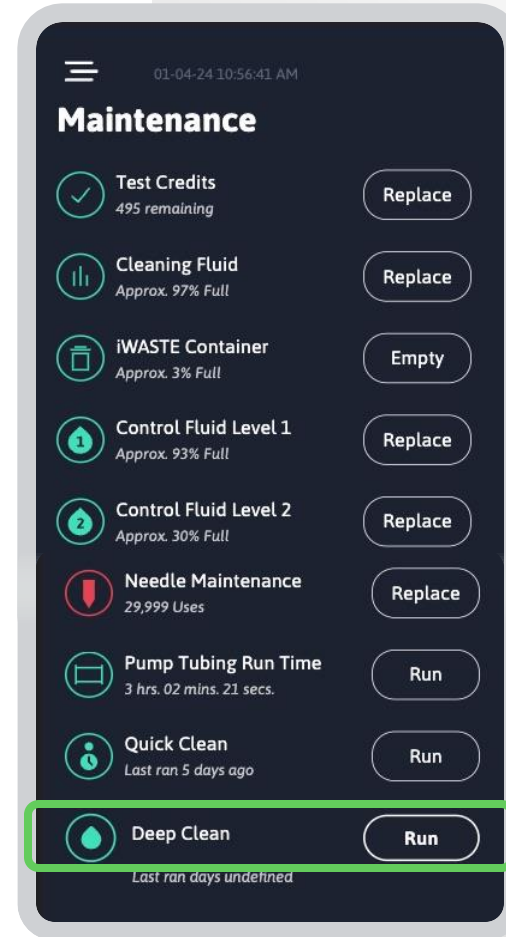 01-04-24 10:56:41 AM
Maintenance
Test Credits
495 remaining
Replace
Cleaning Fluid
Approx. 97% Full
Replace
iWASTE Container
Approx. 3% Full
Empty
1
Control Fluid Level 1
Approx. 93% Full
Replace
2
Control Fluid Level 2
Approx. 30% Full
Replace
Needle Maintenance
29,999 Uses
Replace
Pump Tubing Run Time
3 hrs. 02 mins. 21 secs.
Run
Quick Clean
Last ran 5 days ago
Run
Deep Clean
Run
Last ran days undefined